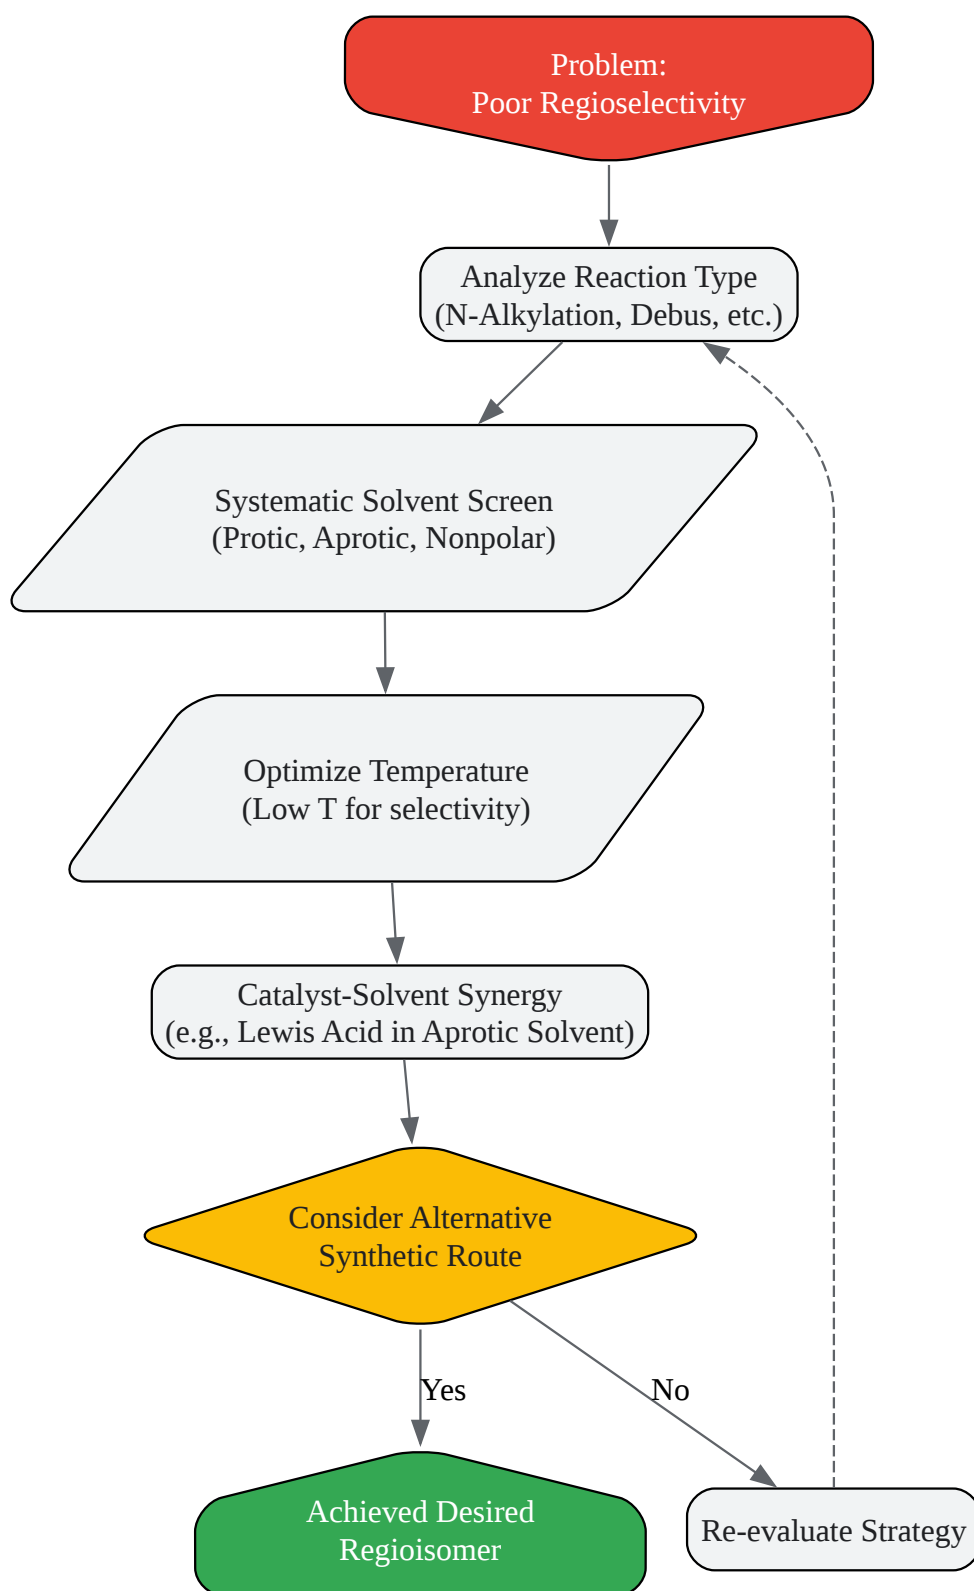 Problem:
Poor Regioselectivity
Analyze Reaction Type
(N-Alkylation, Debus, etc.)
Systematic Solvent Screen
(Protic, Aprotic, Nonpolar)
Optimize Temperature
(Low T for selectivity)
Catalyst-Solvent Synergy
(e.g., Lewis Acid in Aprotic Solvent)
Consider Alternative
Synthetic Route
Yes
No
Achieved Desired
Regioisomer
Re-evaluate Strategy